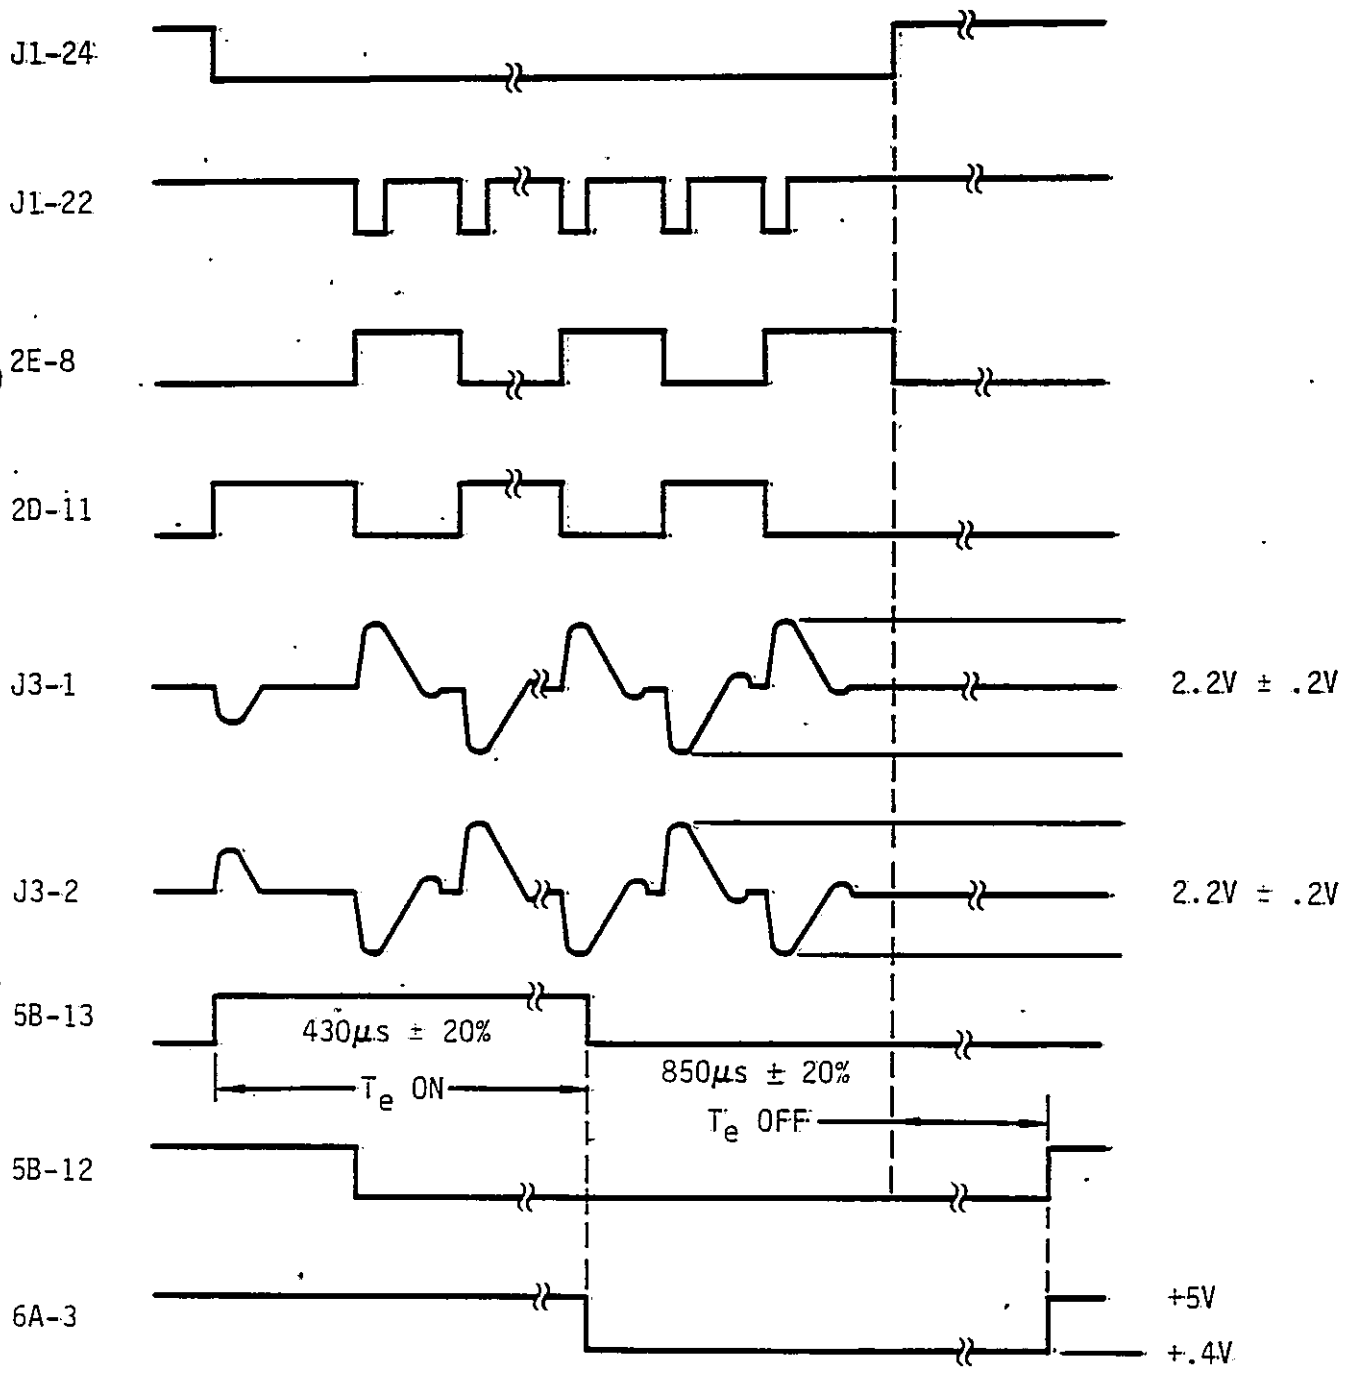 J1-24
J1-22
2E-8
2D-11
J3-1
2.2V ± .2V
J3-2
2.2V ± .2V
5B-13
430µs ± 20%
850µs ± 20%
Te ON
Te OFF
5B-12
6A-3
+5V
+.4V